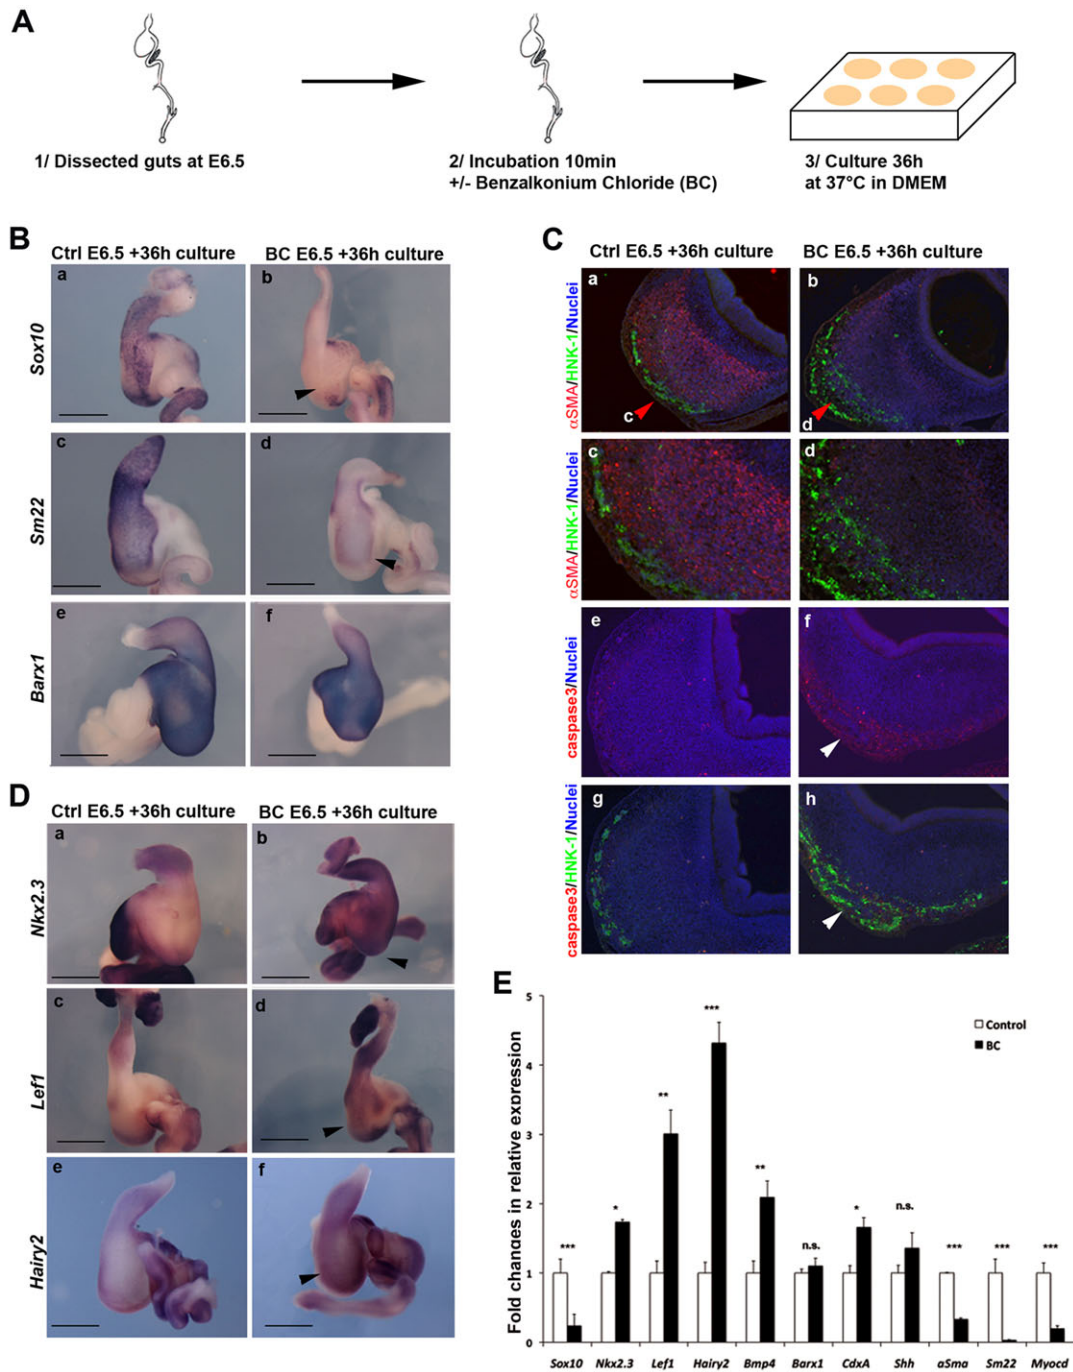 A
1/ Dissected guts at E6.5
2/ Incubation 10min
+/- Benzalkonium Chloride (BC)
3/ Culture 36h
at 37°C in DMEM
B
Ctrl E6.5 +36h culture
BC E6.5 +36h culture
a
b
Sox10
c
d
Sm22
e
f
Barx1
C
Ctrl E6.5 +36h culture
BC E6.5 +36h culture
a
b
αSMA/HNK-1/Nuclei
c
d
c
d
αSMA/HNK-1/Nuclei
e
f
caspase3/Nuclei
g
h
caspase3/HNK-1/Nuclei
D
Ctrl E6.5 +36h culture
BC E6.5 +36h culture
a
b
Nkx2.3
c
d
Lef1
e
f
Hairy2
E
Fold changes in relative expression
5
4
3
2
1
0
Control
BC
***
*
**
***
**
n.s.
*
n.s.
***
***
***
Sox10 Nkx2.3 Lef1 Hairy2 Bmp4 Barx1 CdxA Shh aSma Sm22 Myocd